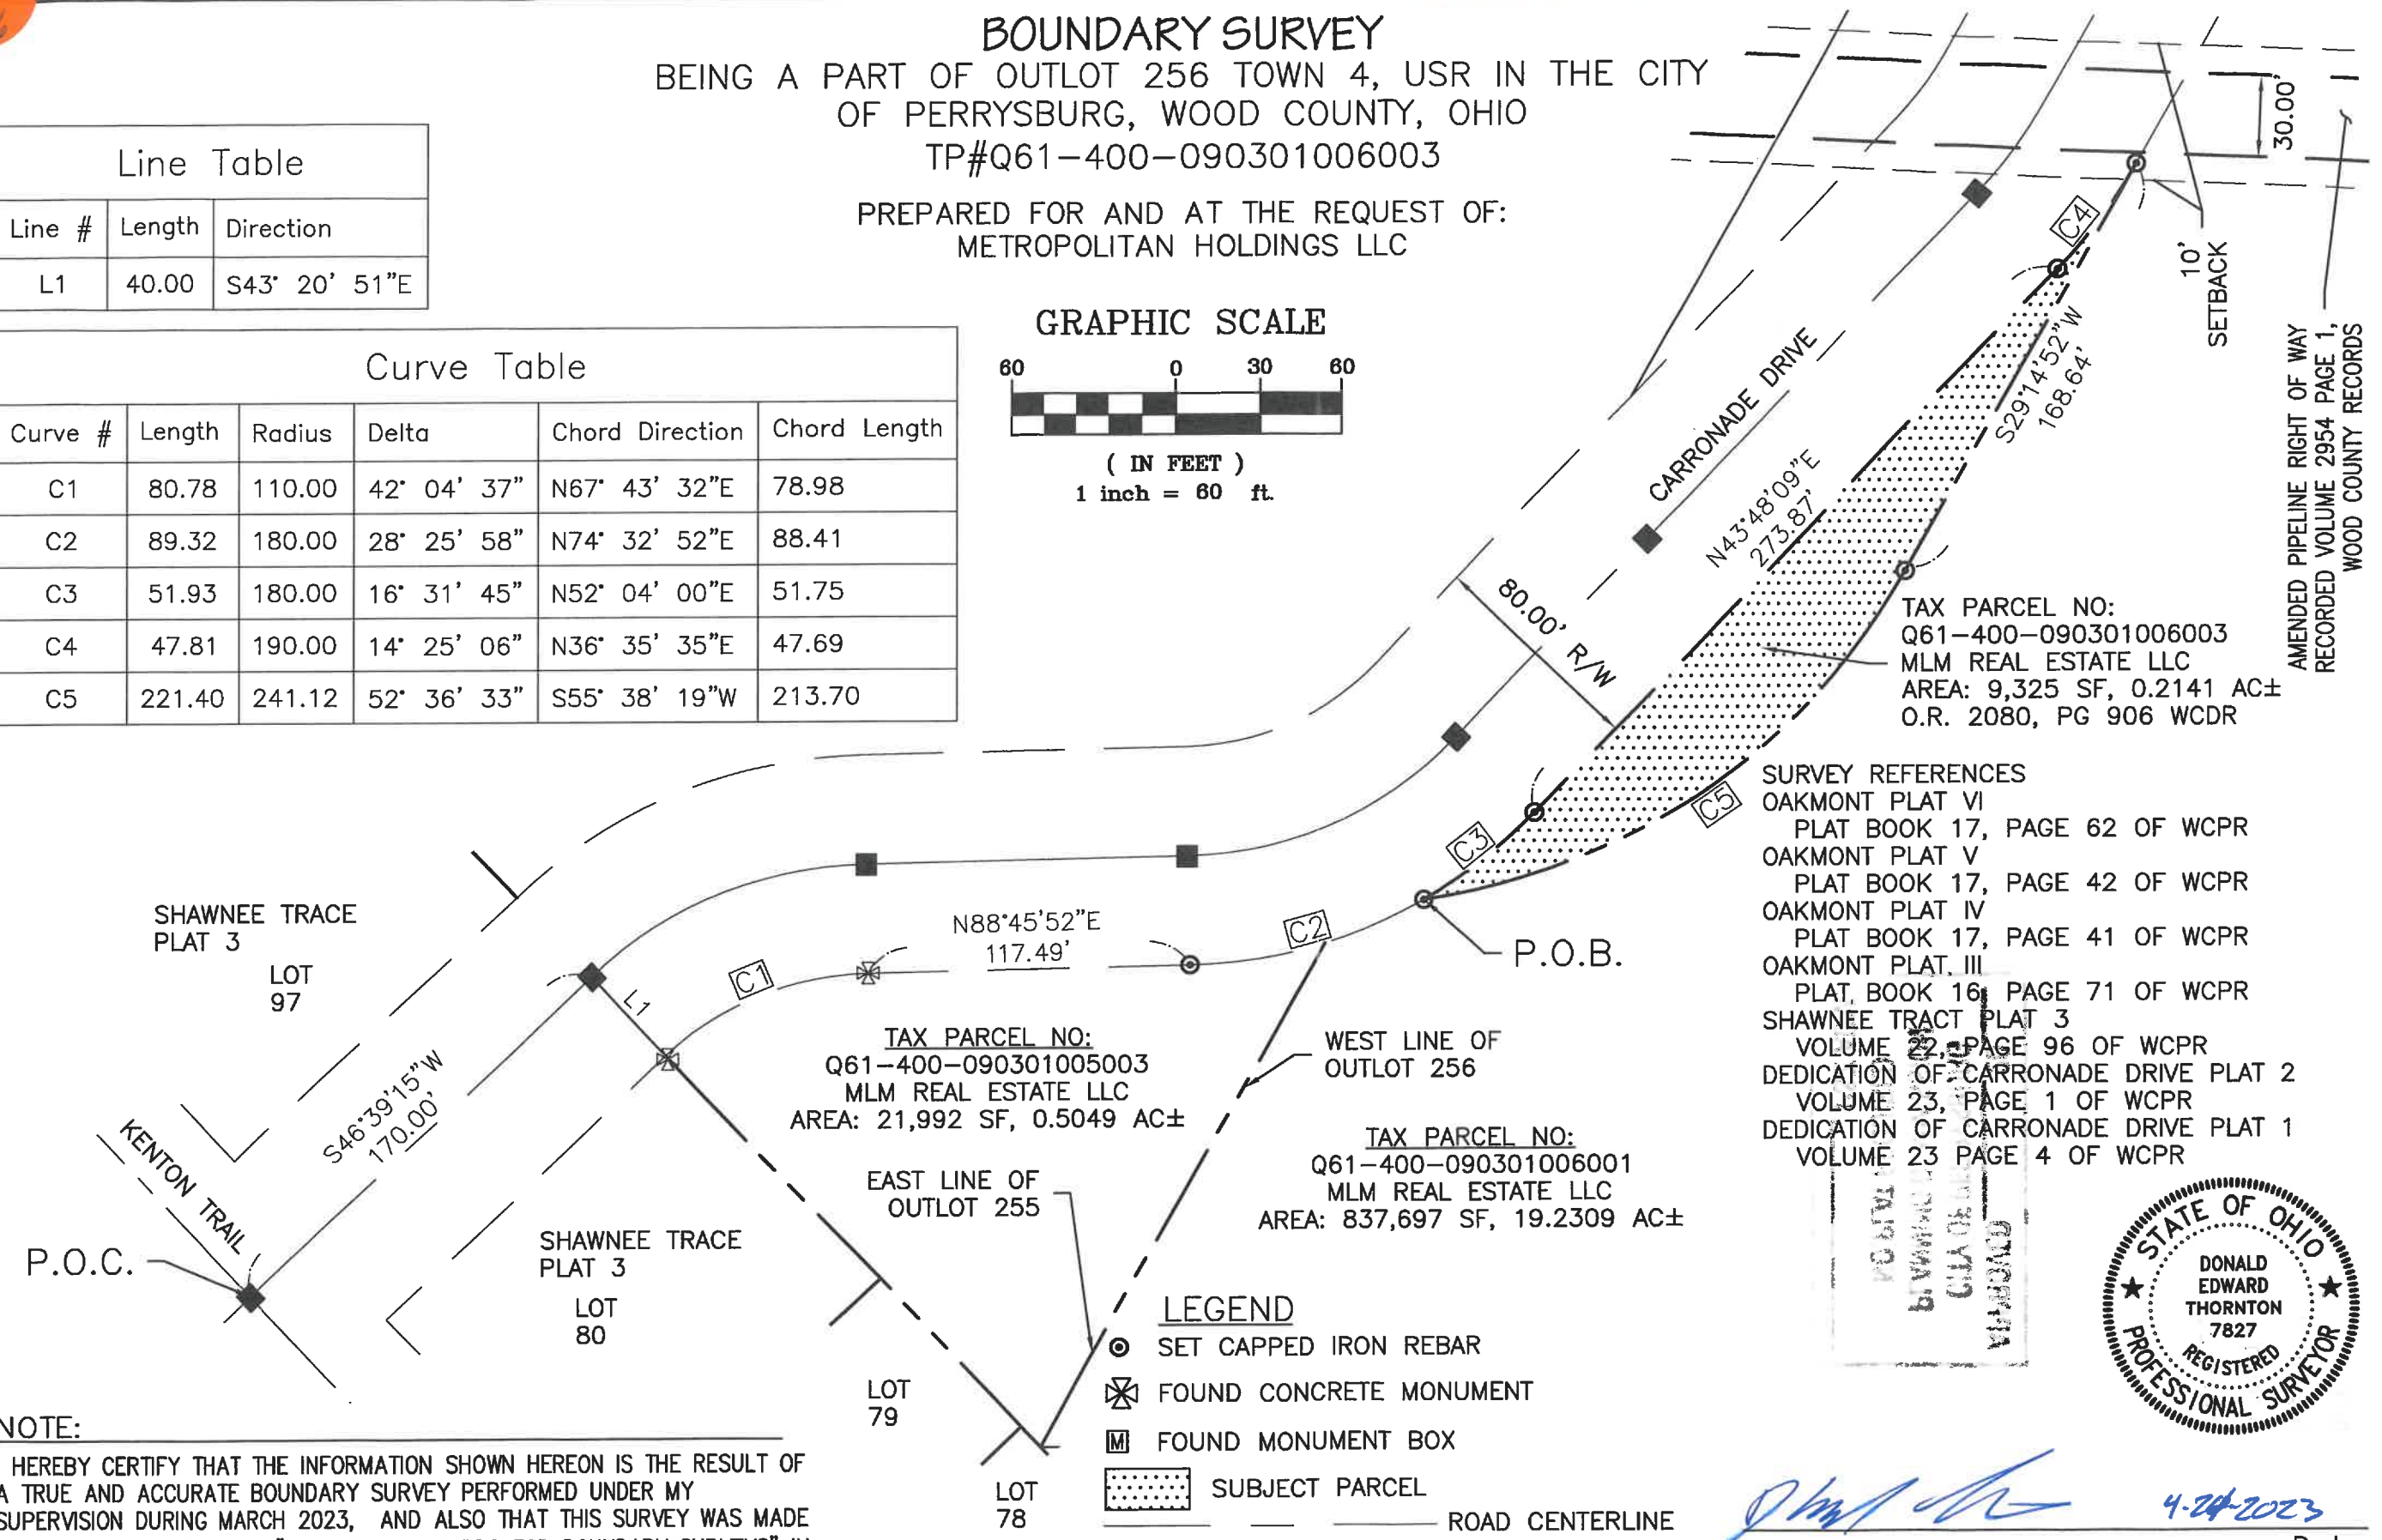 BOUNDARY SURVEY
BEING A PART OF OUTLOT 256 TOWN 4, USR IN THE CITY
OF PERRYSBURG, WOOD COUNTY, OHIO
TP#Q61-400-090301006003
PREPARED FOR AND AT THE REQUEST OF:
METROPOLITAN HOLDINGS LLC
Line Table
Line # Length Direction
L1 40.00 S43° 20' 51"E
Curve Table
Curve # Length Radius Delta Chord Direction Chord Length
C1 80.78 110.00 42° 04' 37" N67° 43' 32"E 78.98
C2 89.32 180.00 28° 25' 58" N74° 32' 52"E 88.41
C3 51.93 180.00 16° 31' 45" N52° 04' 00"E 51.75
C4 47.81 190.00 14° 25' 06" N36° 35' 35"E 47.69
C5 221.40 241.12 52° 36' 33" S55° 38' 19"W 213.70
GRAPHIC SCALE
60 0 30 60
( IN FEET )
1 inch = 60 ft.
30.00'
C4
10'
SETBACK
AMENDED PIPELINE RIGHT OF WAY
RECORDED VOLUME 2954 PAGE 1,
WOOD COUNTY RECORDS
CARRONADE DRIVE
S29°14'52"W
168.64'
N43°48'09"E
273.87'
80.00' R/W
TAX PARCEL NO:
Q61-400-090301006003
MLM REAL ESTATE LLC
AREA: 9,325 SF, 0.2141 AC±
O.R. 2080, PG 906 WCDR
C5
C3
SURVEY REFERENCES
OAKMONT PLAT VI
PLAT BOOK 17, PAGE 62 OF WCPR
OAKMONT PLAT V
PLAT BOOK 17, PAGE 42 OF WCPR
OAKMONT PLAT IV
PLAT BOOK 17, PAGE 41 OF WCPR
OAKMONT PLAT III
PLAT BOOK 16, PAGE 71 OF WCPR
SHAWNEE TRACT PLAT 3
VOLUME 22, PAGE 96 OF WCPR
DEDICATION OF CARRONADE DRIVE PLAT 2
VOLUME 23, PAGE 1 OF WCPR
DEDICATION OF CARRONADE DRIVE PLAT 1
VOLUME 23 PAGE 4 OF WCPR
SHAWNEE TRACE
PLAT 3
LOT
97
N88°45'52"E
117.49'
C2
P.O.B.
C1
L1
TAX PARCEL NO:
Q61-400-090301005003
MLM REAL ESTATE LLC
AREA: 21,992 SF, 0.5049 AC±
WEST LINE OF
OUTLOT 256
S46°39'15"W
170.00'
KENTON TRAIL
P.O.C.
EAST LINE OF
OUTLOT 255
TAX PARCEL NO:
Q61-400-090301006001
MLM REAL ESTATE LLC
AREA: 837,697 SF, 19.2309 AC±
SHAWNEE TRACE
PLAT 3
LOT
80
LOT
79
LOT
78
LEGEND
SET CAPPED IRON REBAR
FOUND CONCRETE MONUMENT
M FOUND MONUMENT BOX
SUBJECT PARCEL
ROAD CENTERLINE
APPROVED
CITY OF
PLANNING
NO PLAT
STATE OF OHIO
DONALD
EDWARD
THORNTON
7827
REGISTERED
PROFESSIONAL SURVEYOR
NOTE:
HEREBY CERTIFY THAT THE INFORMATION SHOWN HEREON IS THE RESULT OF
A TRUE AND ACCURATE BOUNDARY SURVEY PERFORMED UNDER MY
SUPERVISION DURING MARCH 2023, AND ALSO THAT THIS SURVEY WAS MADE